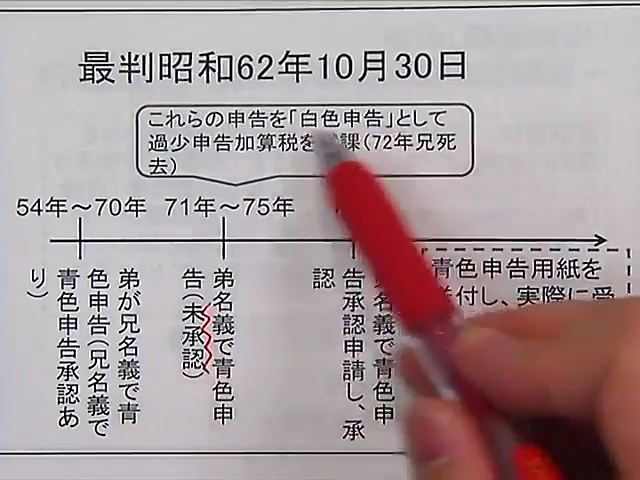 最判昭和62年10月30日
これらの申告を「白色申告」として
過少申告加算税を 課(72年兄死
去)
54年～70年
71年～75年
弟が兄名義で青
色申告(兄名義で
青色申告承認あ
り)
弟名義で青色申
告(未承認)
名義で青色申
告承認申請し、承
認
青色申告用紙を
付し、実際に受